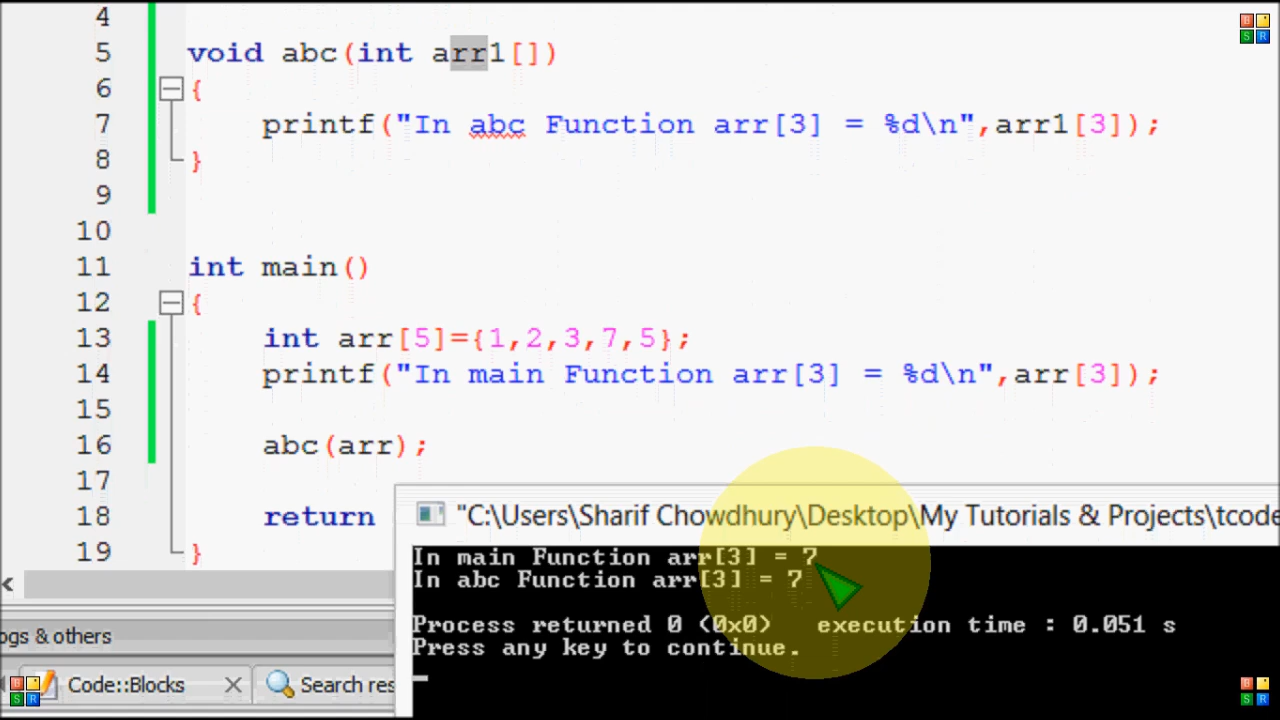 4
5 void abc(int arr1[])
6 {
7 printf("In abc Function arr[3] = %d\n",arr1[3]);
8 }
9
10
11 int main()
12 {
13 int arr[5]={1,2,3,7,5};
14 printf("In main Function arr[3] = %d\n",arr[3]);
15
16 abc(arr);
17
18 return
19 }
"C:\Users\Sharif Chowdhury\Desktop\My Tutorials & Projects\tcode
In main Function arr[3] = 7
In abc Function arr[3] = 7
Process returned 0 (0x0) execution time : 0.051 s
Press any key to continue.
ogs & others
Code::Blocks
Search res
B
S R
B
S R
B
S R